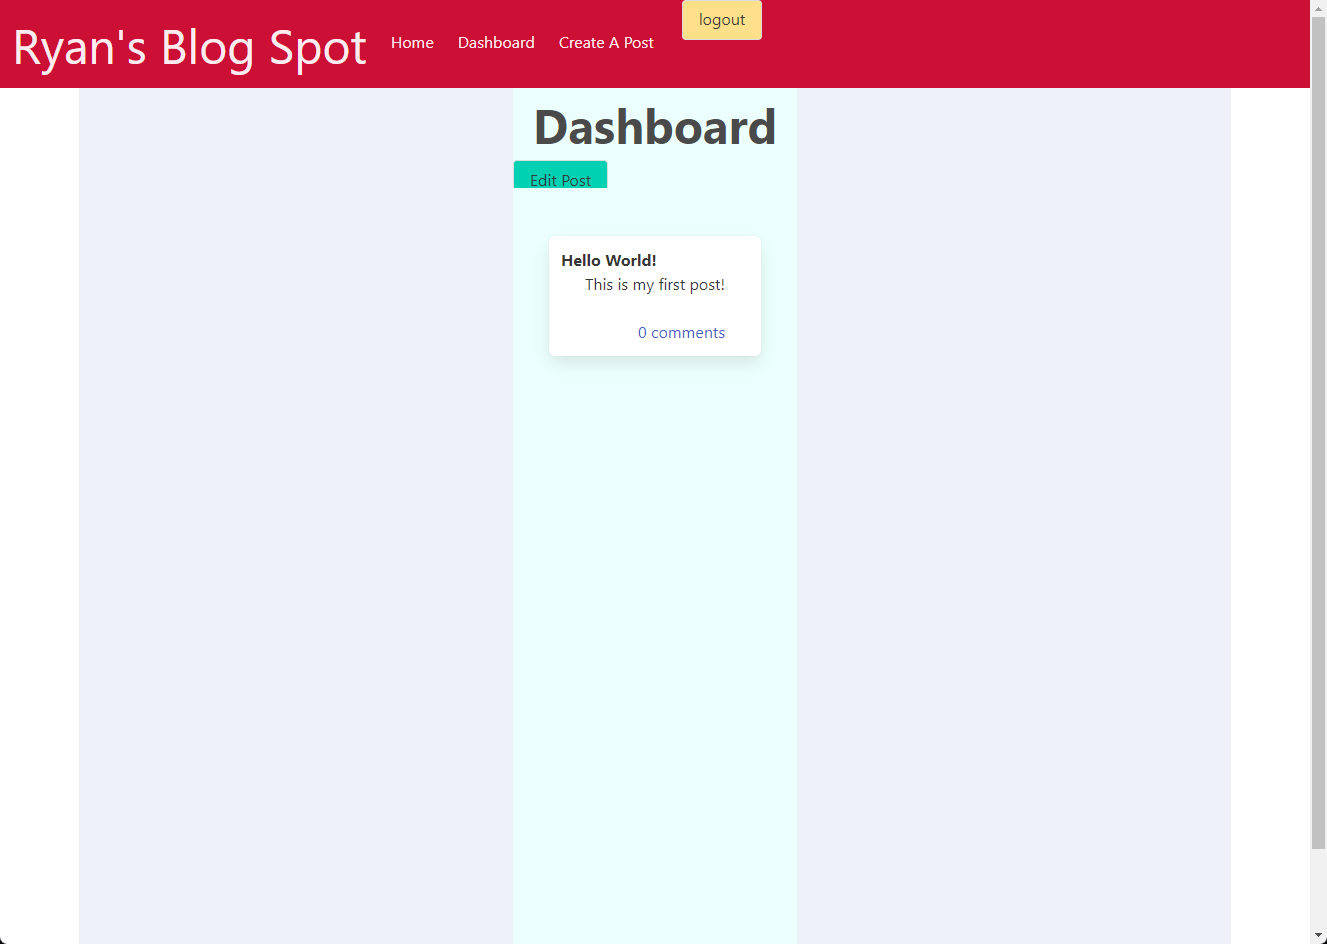 Ryan's Blog Spot
Home
Dashboard
Create A Post
logout
Dashboard
Edit Post
Hello World!
This is my first post!
0 comments